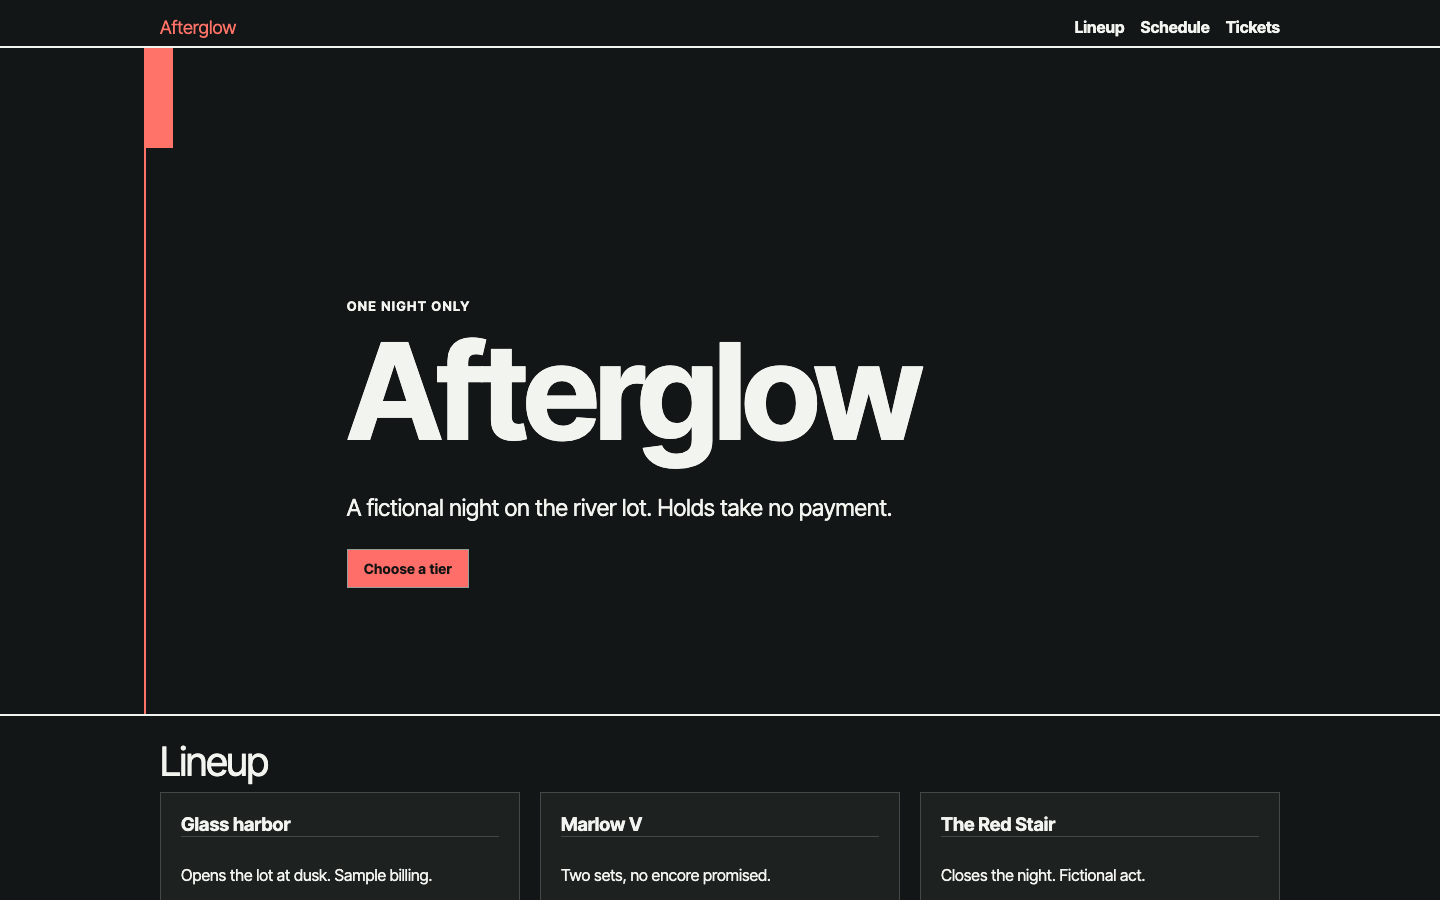 Afterglow
Lineup Schedule Tickets
ONE NIGHT ONLY
Afterglow
A fictional night on the river lot. Holds take no payment.
Choose a tier
Lineup
Glass harbor
Opens the lot at dusk. Sample billing.
Marlow V
Two sets, no encore promised.
The Red Stair
Closes the night. Fictional act.